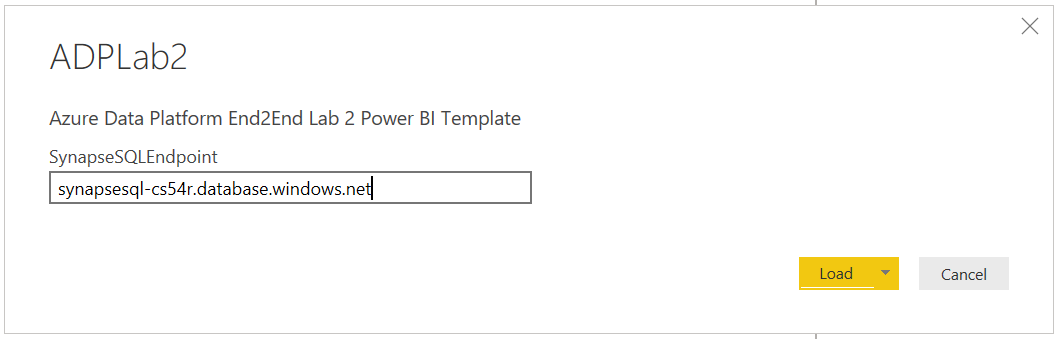 ADPLab2
Azure Data Platform End2End Lab 2 Power BI Template
SynapseSQLEndpoint
synapsesql-cs54r.database.windows.net
Load
Cancel